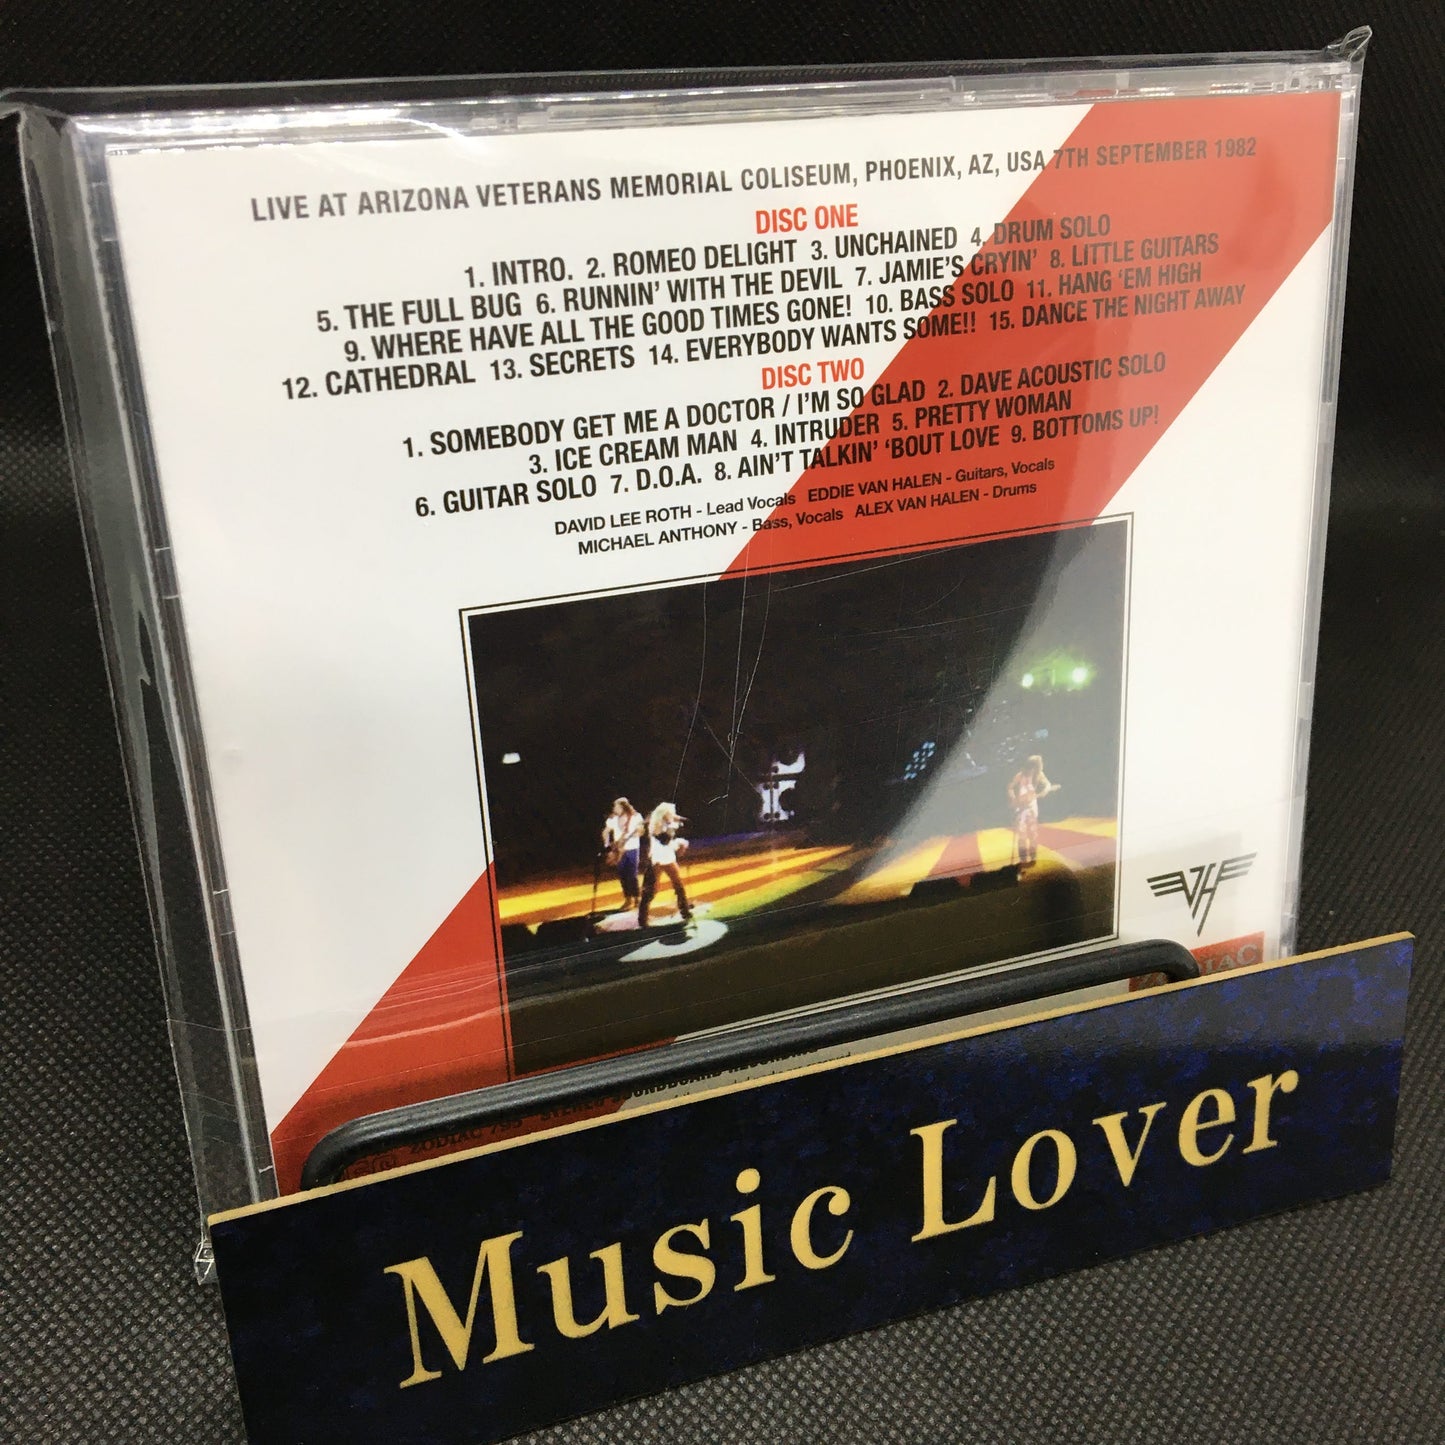 LIVE AT ARIZONA VETERANS MEMORIAL COLISEUM, PHOENIX, AZ, USA 7TH SEPTEMBER 1982
DISC ONE
1. INTRO. 2. ROMEO DELIGHT 3. UNCHAINED 4. DRUM SOLO
5. THE FULL BUG 6. RUNNIN' WITH THE DEVIL 7. JAMIE'S CRYIN' 8. LITTLE GUITARS
9. WHERE HAVE ALL THE GOOD TIMES GONE! 10. BASS SOLO 11. HANG 'EM HIGH
12. CATHEDRAL 13. SECRETS 14. EVERYBODY WANTS SOME!! 15. DANCE THE NIGHT AWAY
DISC TWO
1. SOMEBODY GET ME A DOCTOR / I'M SO GLAD 2. DAVE ACOUSTIC SOLO
3. ICE CREAM MAN 4. INTRUDER 5. PRETTY WOMAN
6. GUITAR SOLO 7. D.O.A. 8. AIN'T TALKIN' 'BOUT LOVE 9. BOTTOMS UP!
DAVID LEE ROTH - Lead Vocals EDDIE VAN HALEN - Guitars, Vocals
MICHAEL ANTHONY - Bass, Vocals ALEX VAN HALEN - Drums
VH
ZODIAC 795
Music Lover